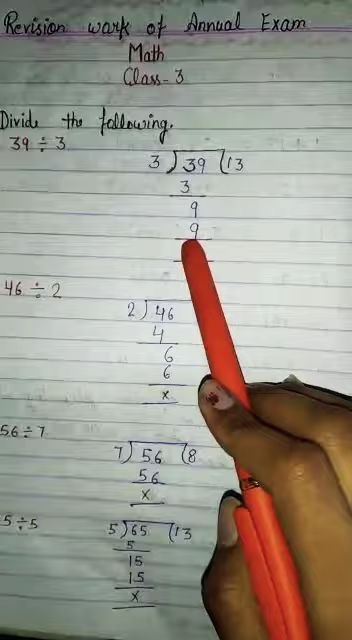 Revision work of Annual Exam
Math
Class-3
Divide the following.
39 ÷ 3
3 ) 39 ( 13
3
9
9
46 ÷ 2
2 ) 46
4
6
6
x
56 ÷ 7
7 ) 56 ( 8
56
x
5 ÷ 5
5 ) 65 ( 13
5
15
15
x